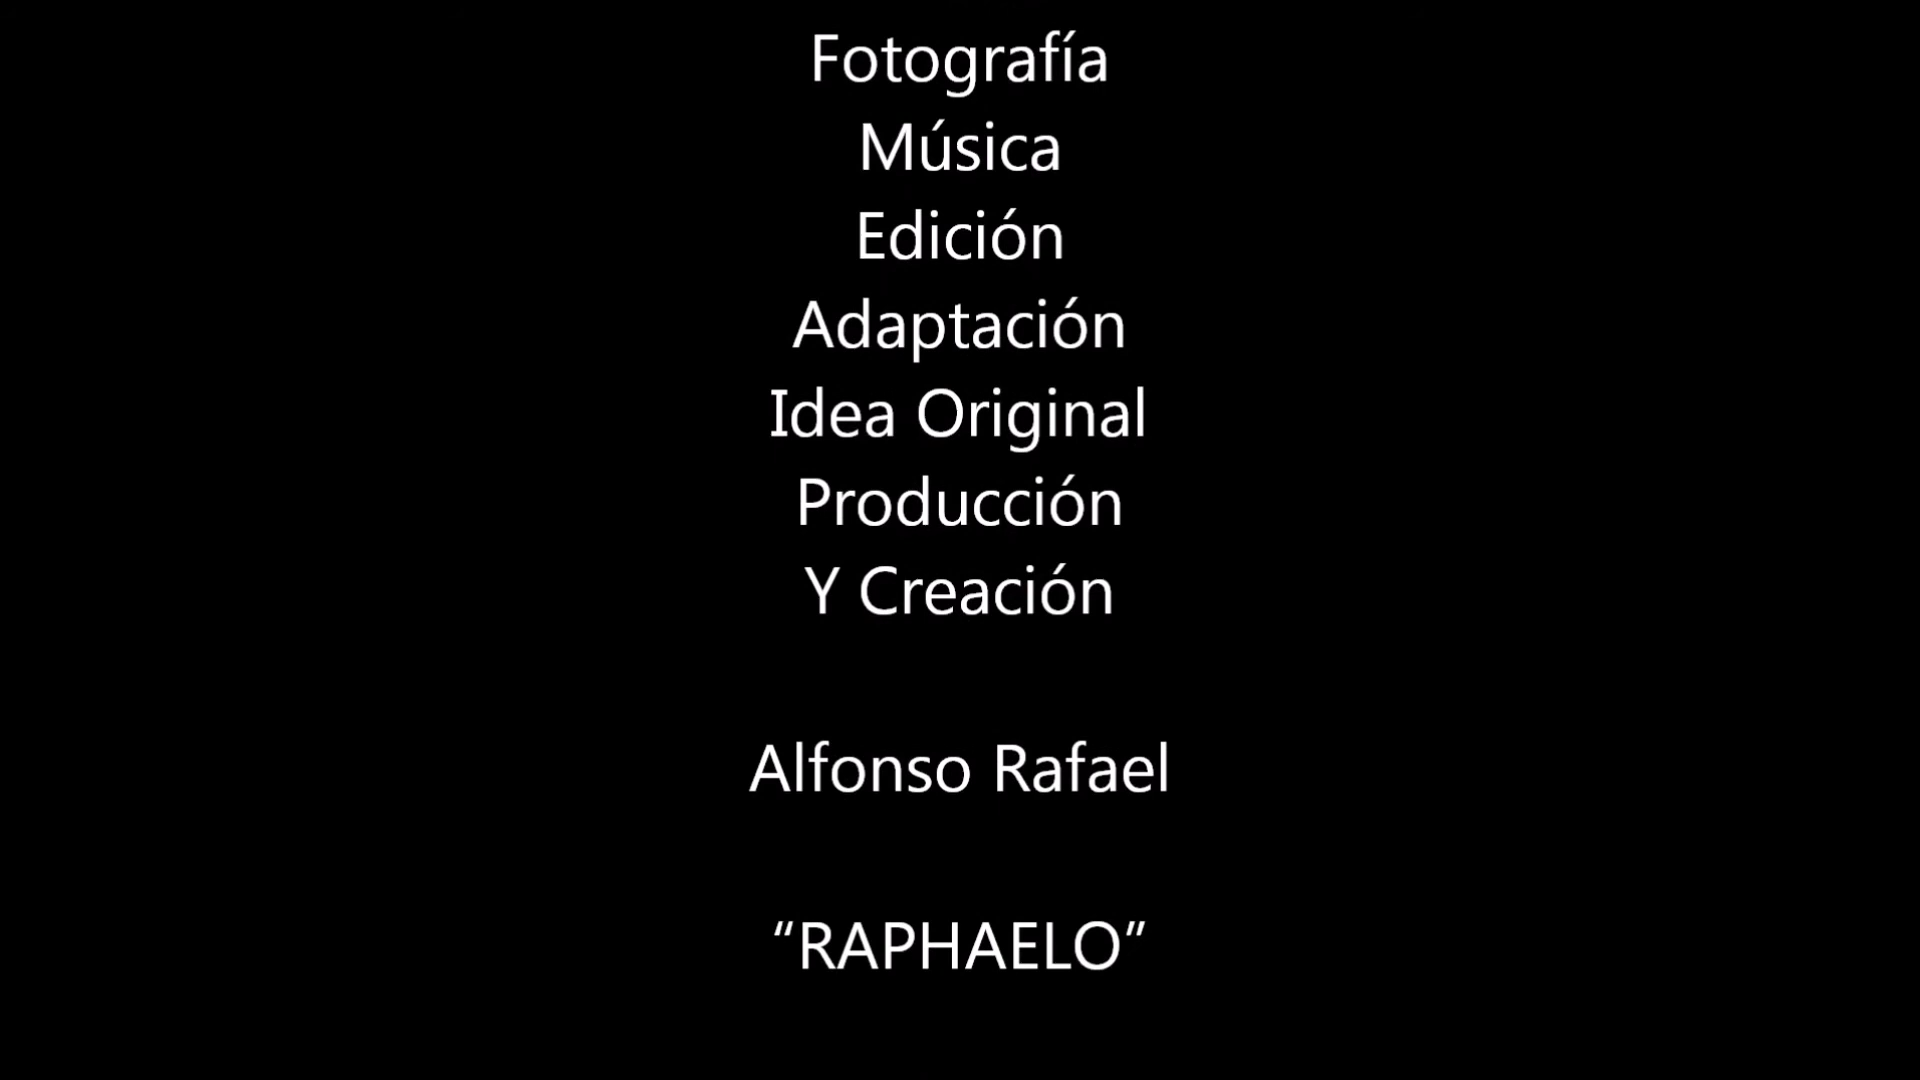 Fotografía
Música
Edición
Adaptación
Idea Original
Producción
Y Creación
Alfonso Rafael
“RAPHAELO”